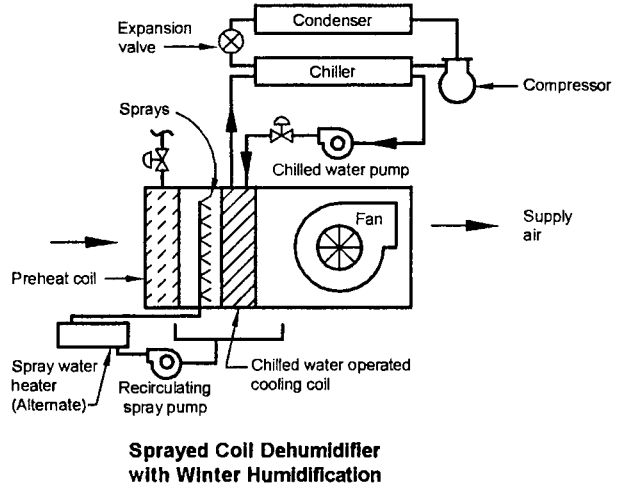 Condenser
Expansion
valve
Chiller
Compressor
Sprays
Chilled water pump
Fan
Supply
air
Preheat coil
Spray water
heater
(Alternate)
Recirculating
spray pump
Chilled water operated
cooling coil
Sprayed Coil Dehumidifier
with Winter Humidification